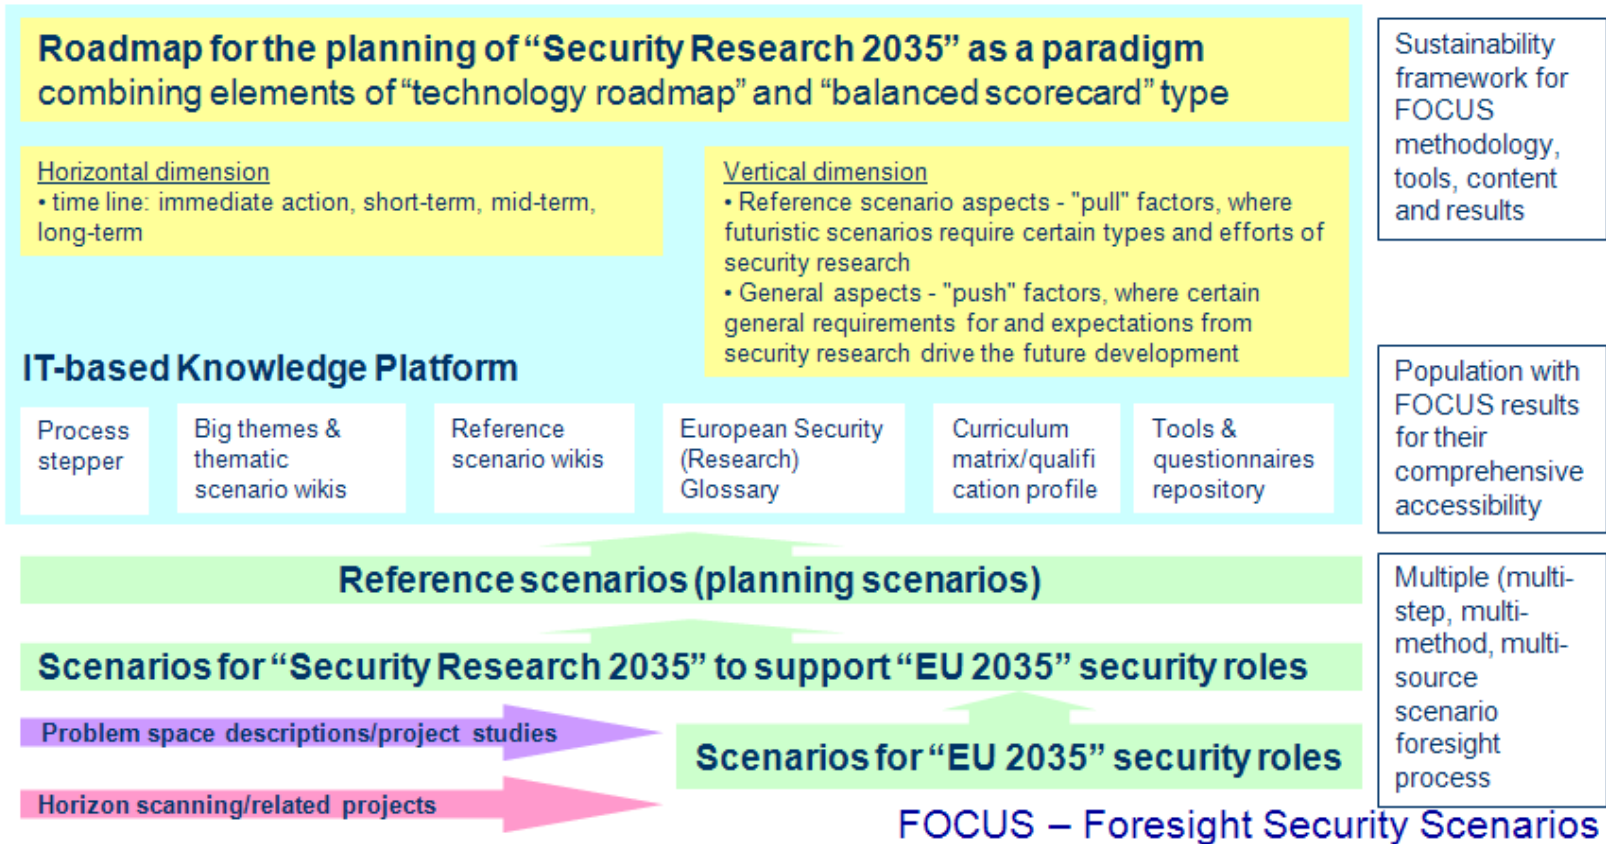 Roadmap for the planning of “Security Research 2035” as a paradigm
combining elements of “technology roadmap” and “balanced scorecard” type
Horizontal dimension
• time line: immediate action, short-term, mid-term,
long-term
Vertical dimension
• Reference scenario aspects - "pull" factors, where
futuristic scenarios require certain types and efforts of
security research
• General aspects - "push" factors, where certain
general requirements for and expectations from
security research drive the future development
IT-based Knowledge Platform
Process
stepper
Big themes &
thematic
scenario wikis
Reference
scenario wikis
European Security
(Research)
Glossary
Curriculum
matrix/qualifi
cation profile
Tools &
questionnaires
repository
Reference scenarios (planning scenarios)
Scenarios for “Security Research 2035” to support “EU 2035” security roles
Problem space descriptions/project studies
Scenarios for “EU 2035” security roles
Horizon scanning/related projects
Sustainability
framework for
FOCUS
methodology,
tools, content
and results
Population with
FOCUS results
for their
comprehensive
accessibility
Multiple (multi-
step, multi-
method, multi-
source
scenario
foresight
process
FOCUS – Foresight Security Scenarios